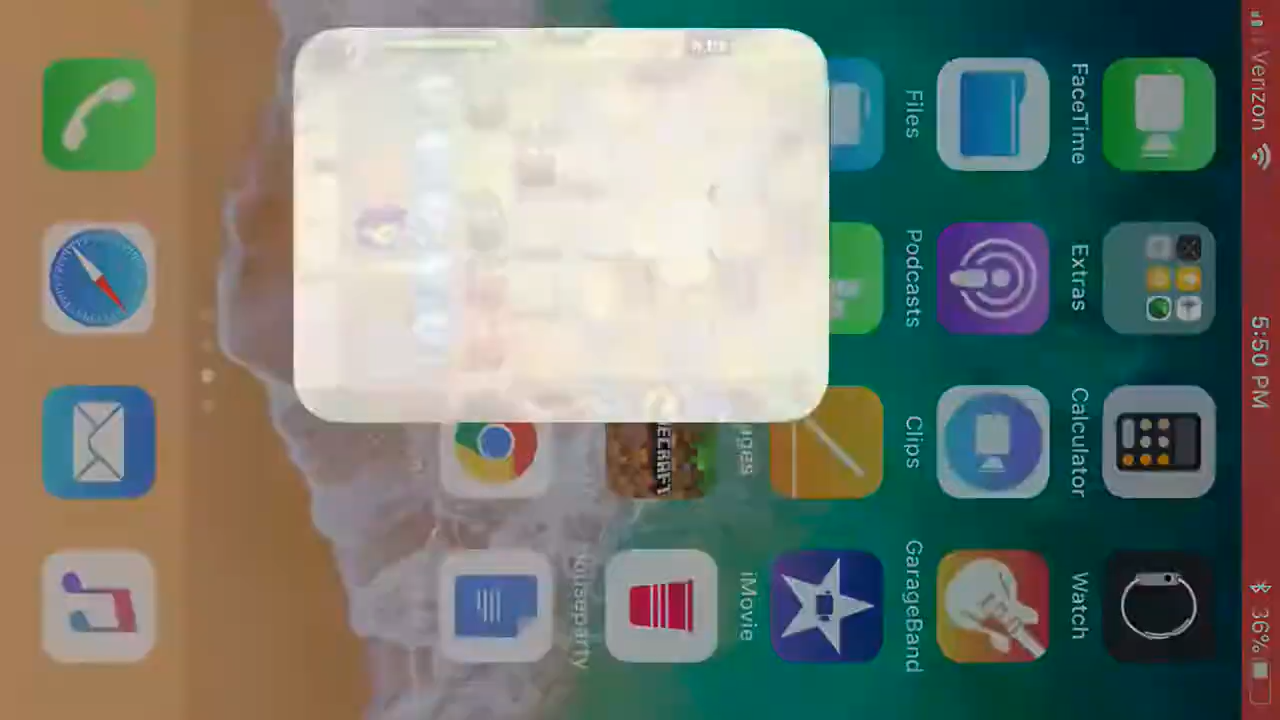 Verizon 5:50 PM 36%
FaceTime Extras Calculator Watch
Files Podcasts Clips GarageBand
iMovie
Houseparty